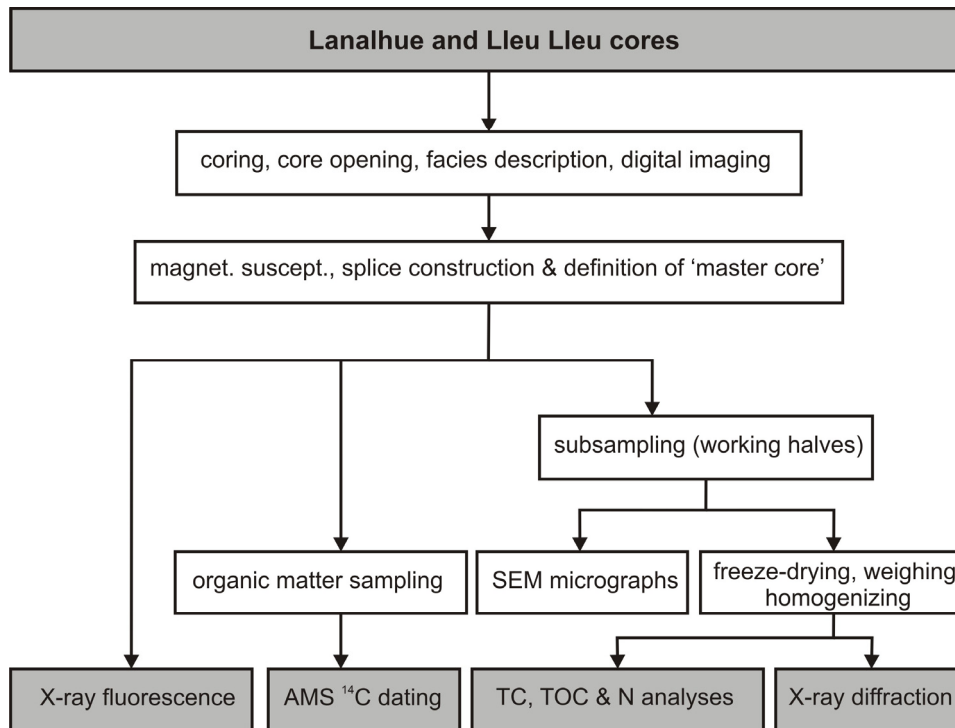 Lanalhue and Lleu Lleu cores
coring, core opening, facies description, digital imaging
magnet. suscept., splice construction & definition of ‘master core’
subsampling (working halves)
organic matter sampling
SEM micrographs
freeze-drying, weighing
homogenizing
X-ray fluorescence
AMS ¹⁴C dating
TC, TOC & N analyses
X-ray diffraction